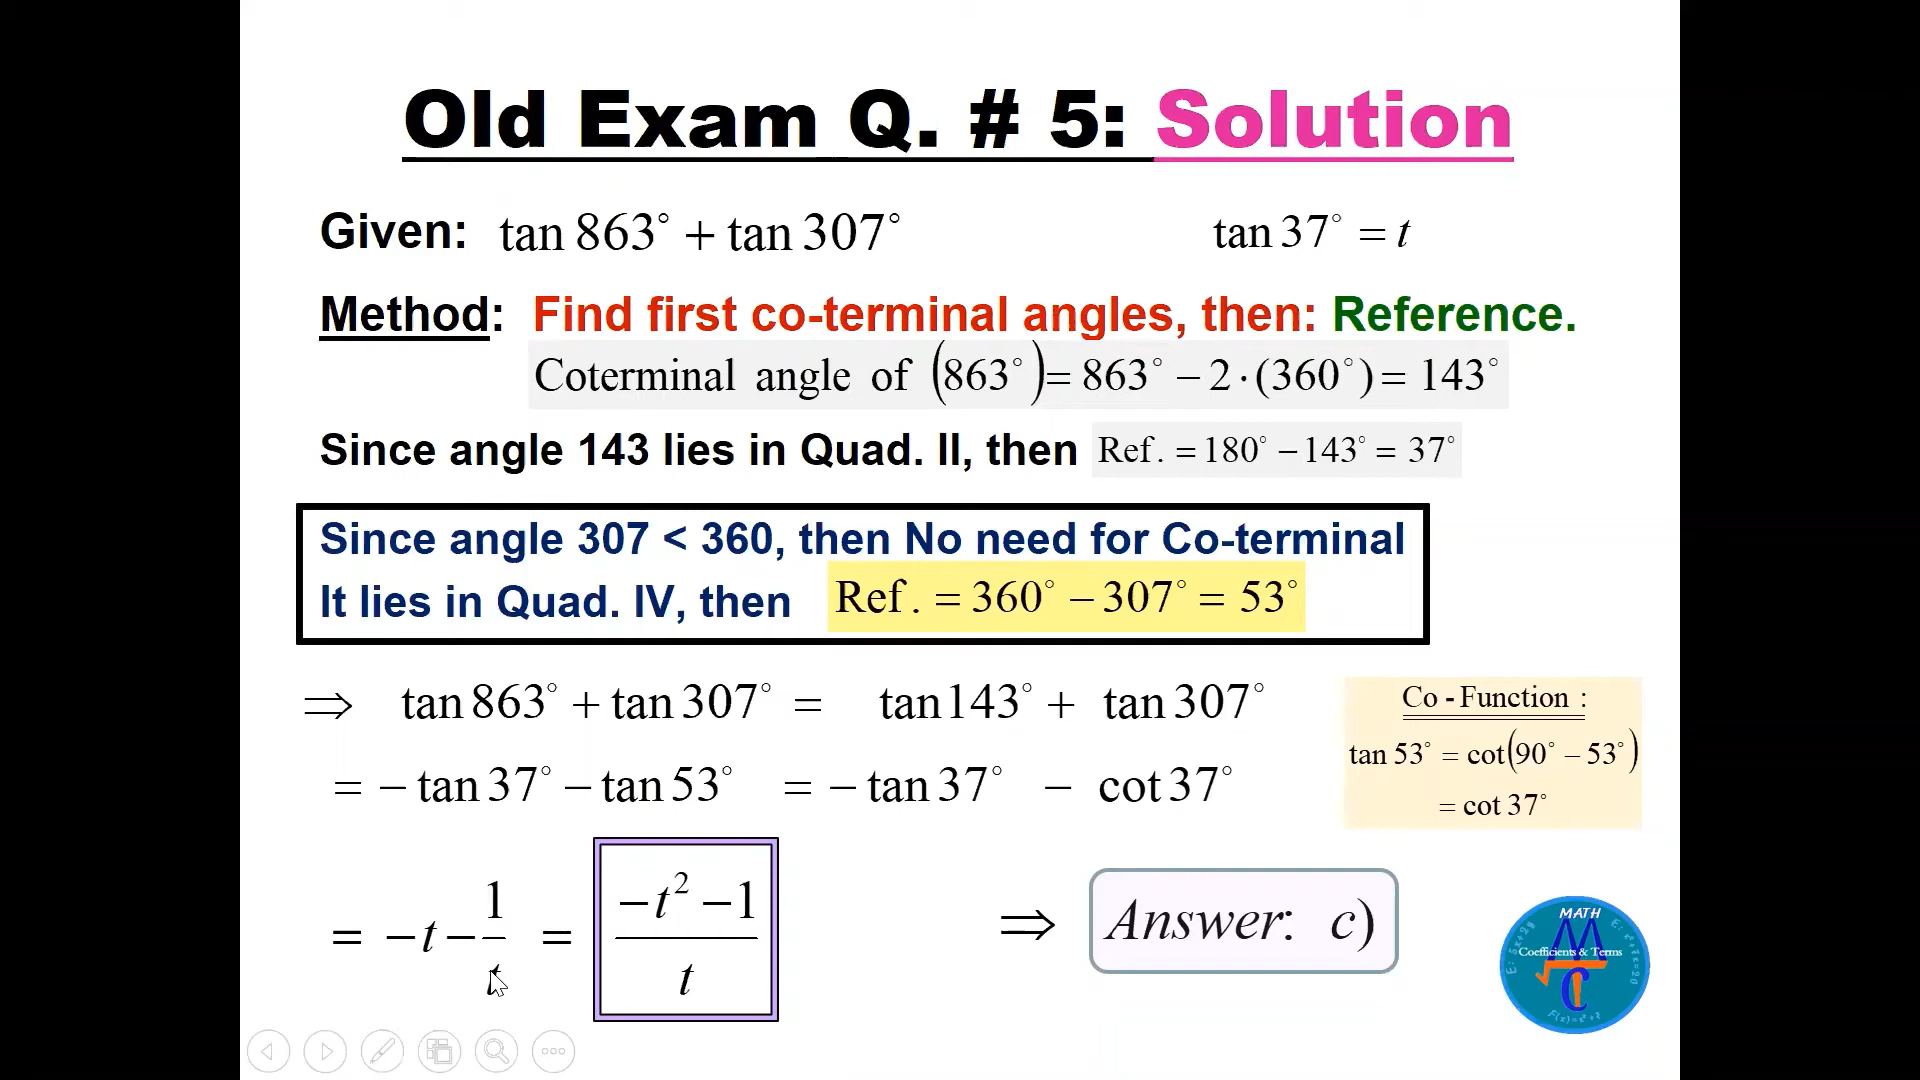 Old Exam Q. # 5: Solution
Given: tan 863° + tan 307° tan 37° = t
Method: Find first co-terminal angles, then: Reference.
Coterminal angle of (863°) = 863° − 2 · (360°) = 143°
Since angle 143 lies in Quad. II, then Ref. = 180° − 143° = 37°
Since angle 307 < 360, then No need for Co-terminal
It lies in Quad. IV, then Ref. = 360° − 307° = 53°
⇒ tan 863° + tan 307° = tan 143° + tan 307°
= − tan 37° − tan 53° = − tan 37° − cot 37°
Co - Function :
tan 53° = cot(90° − 53°)
= cot 37°
= −t − 1/t = (−t² − 1)/t ⇒ Answer: c)
MATH
Coefficients & Terms